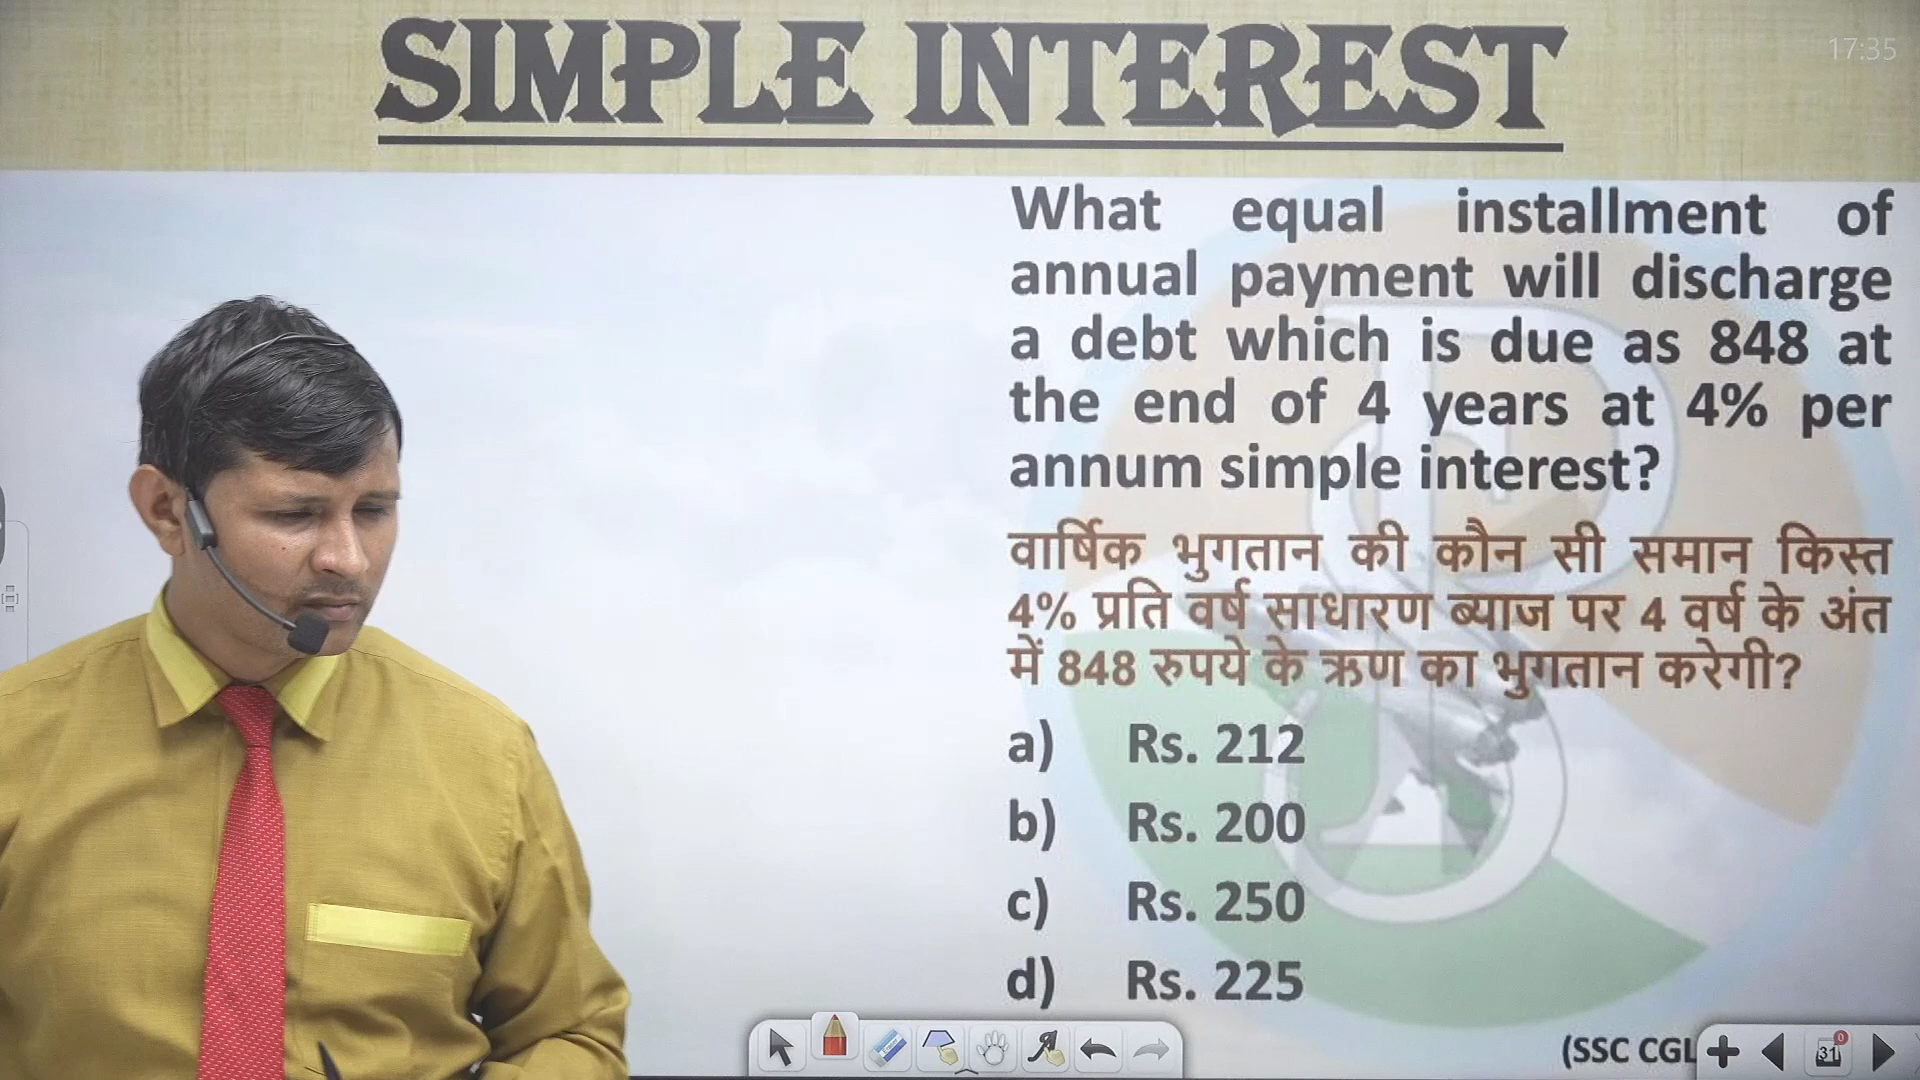 SIMPLE INTEREST
17:35
What equal installment of
annual payment will discharge
a debt which is due as 848 at
the end of 4 years at 4% per
annum simple interest?
वार्षिक भुगतान की कौन सी समान किस्त
4% प्रति वर्ष साधारण ब्याज पर 4 वर्ष के अंत
में 848 रुपये के ऋण का भुगतान करेगी?
a) Rs. 212
b) Rs. 200
c) Rs. 250
d) Rs. 225
(SSC CGL
31
0